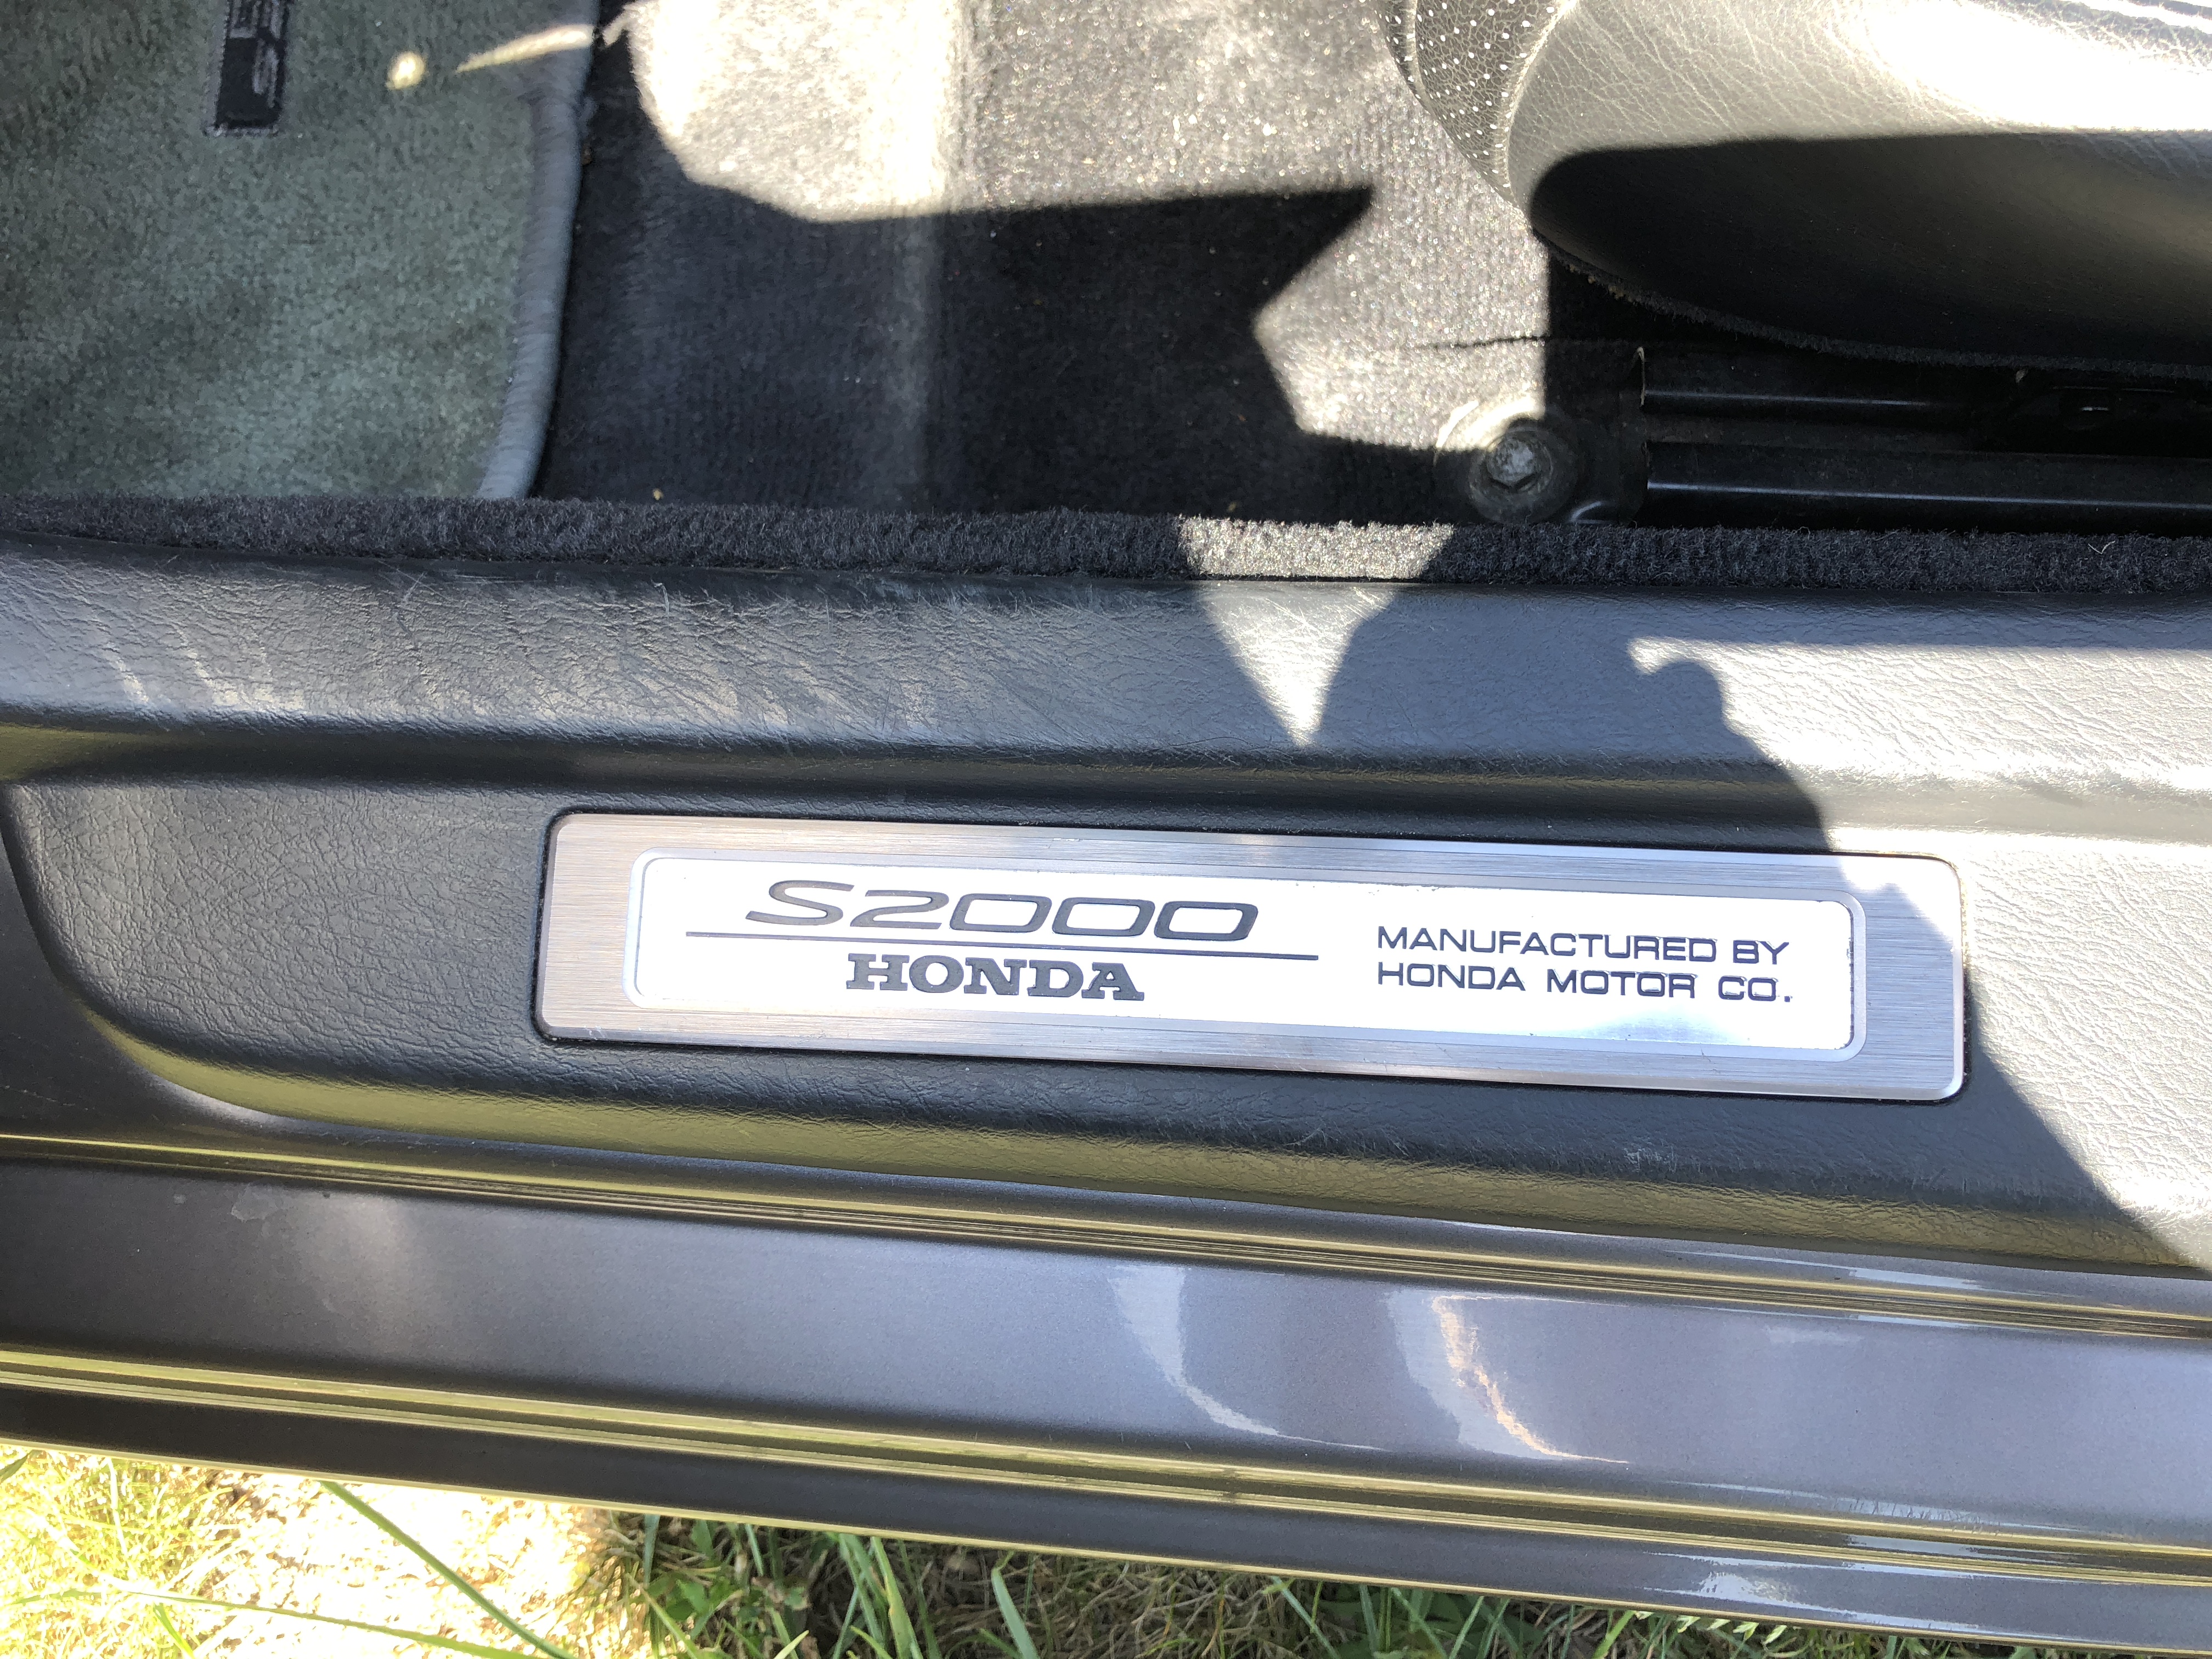 S2000
HONDA
MANUFACTURED BY
HONDA MOTOR CO.